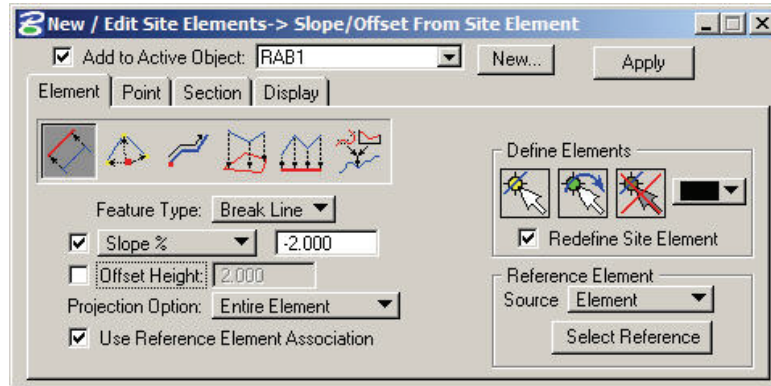 New / Edit Site Elements-> Slope/Offset From Site Element
Add to Active Object: RAB1 New... Apply
Element Point Section Display
Define Elements
Feature Type: Break Line
Slope % -2.000
Redefine Site Element
Offset Height: 2.000
Reference Element
Projection Option: Entire Element
Source Element
Use Reference Element Association
Select Reference